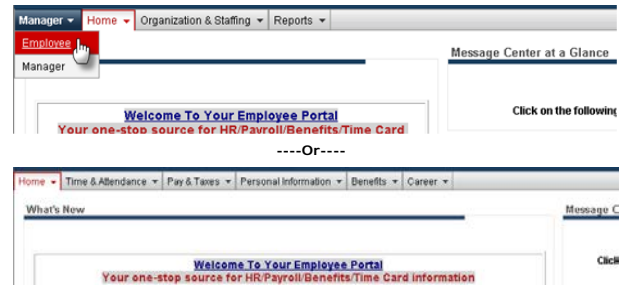 Manager Home Organization & Staffing Reports
Employee
Manager
Message Center at a Glance
Welcome To Your Employee Portal
Your one-stop source for HR/Payroll/Benefits/Time Card
Click on the following
----Or----
Home Time & Attendance Pay & Taxes Personal Information Benefits Career
What's New Message C
Welcome To Your Employee Portal
Your one-stop source for HR/Payroll/Benefits/Time Card information
Click